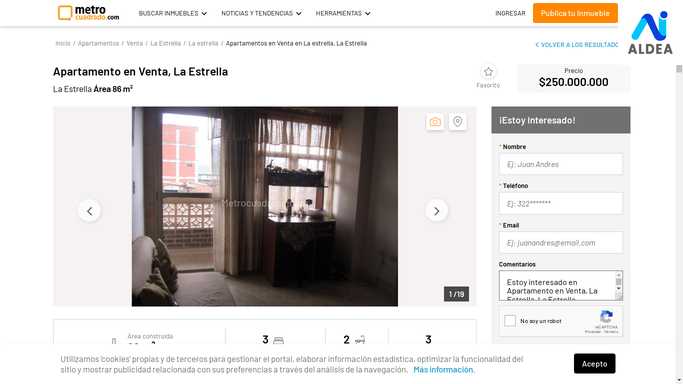 metro
cuadrado.com
BUSCAR INMUEBLES
NOTICIAS Y TENDENCIAS
HERRAMIENTAS
INGRESAR
Publica tu inmueble
ALDEA
Inicio / Apartamentos / Venta / La Estrella / La estrella / Apartamentos en Venta en La estrella, La Estrella
VOLVER A LOS RESULTADOS
Apartamento en Venta, La Estrella
La Estrella Área 86 m²
Favorito
Precio
$250.000.000
¡Estoy Interesado!
* Nombre
Ej: Juan Andres
* Teléfono
Ej: 322*******
* Email
Ej: juanandres@email.com
Comentarios
Estoy interesado en
Apartamento en Venta, La
Estrella, La Estrella
No soy un robot
reCAPTCHA
Privacidad - Términos
1 /19
Área construida
3
2
3
Utilizamos 'cookies' propias y de terceros para gestionar el portal, elaborar información estadística, optimizar la funcionalidad del
sitio y mostrar publicidad relacionada con sus preferencias a través del análisis de la navegación. Más información.
Acepto